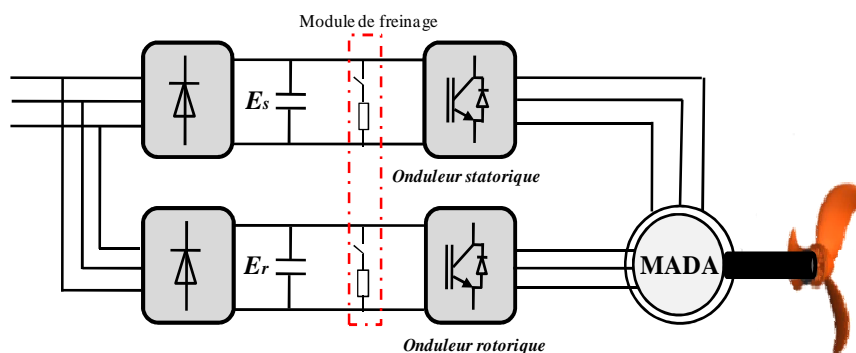 Module de freinage
Es
Onduleur statorique
Er
MADA
Onduleur rotorique